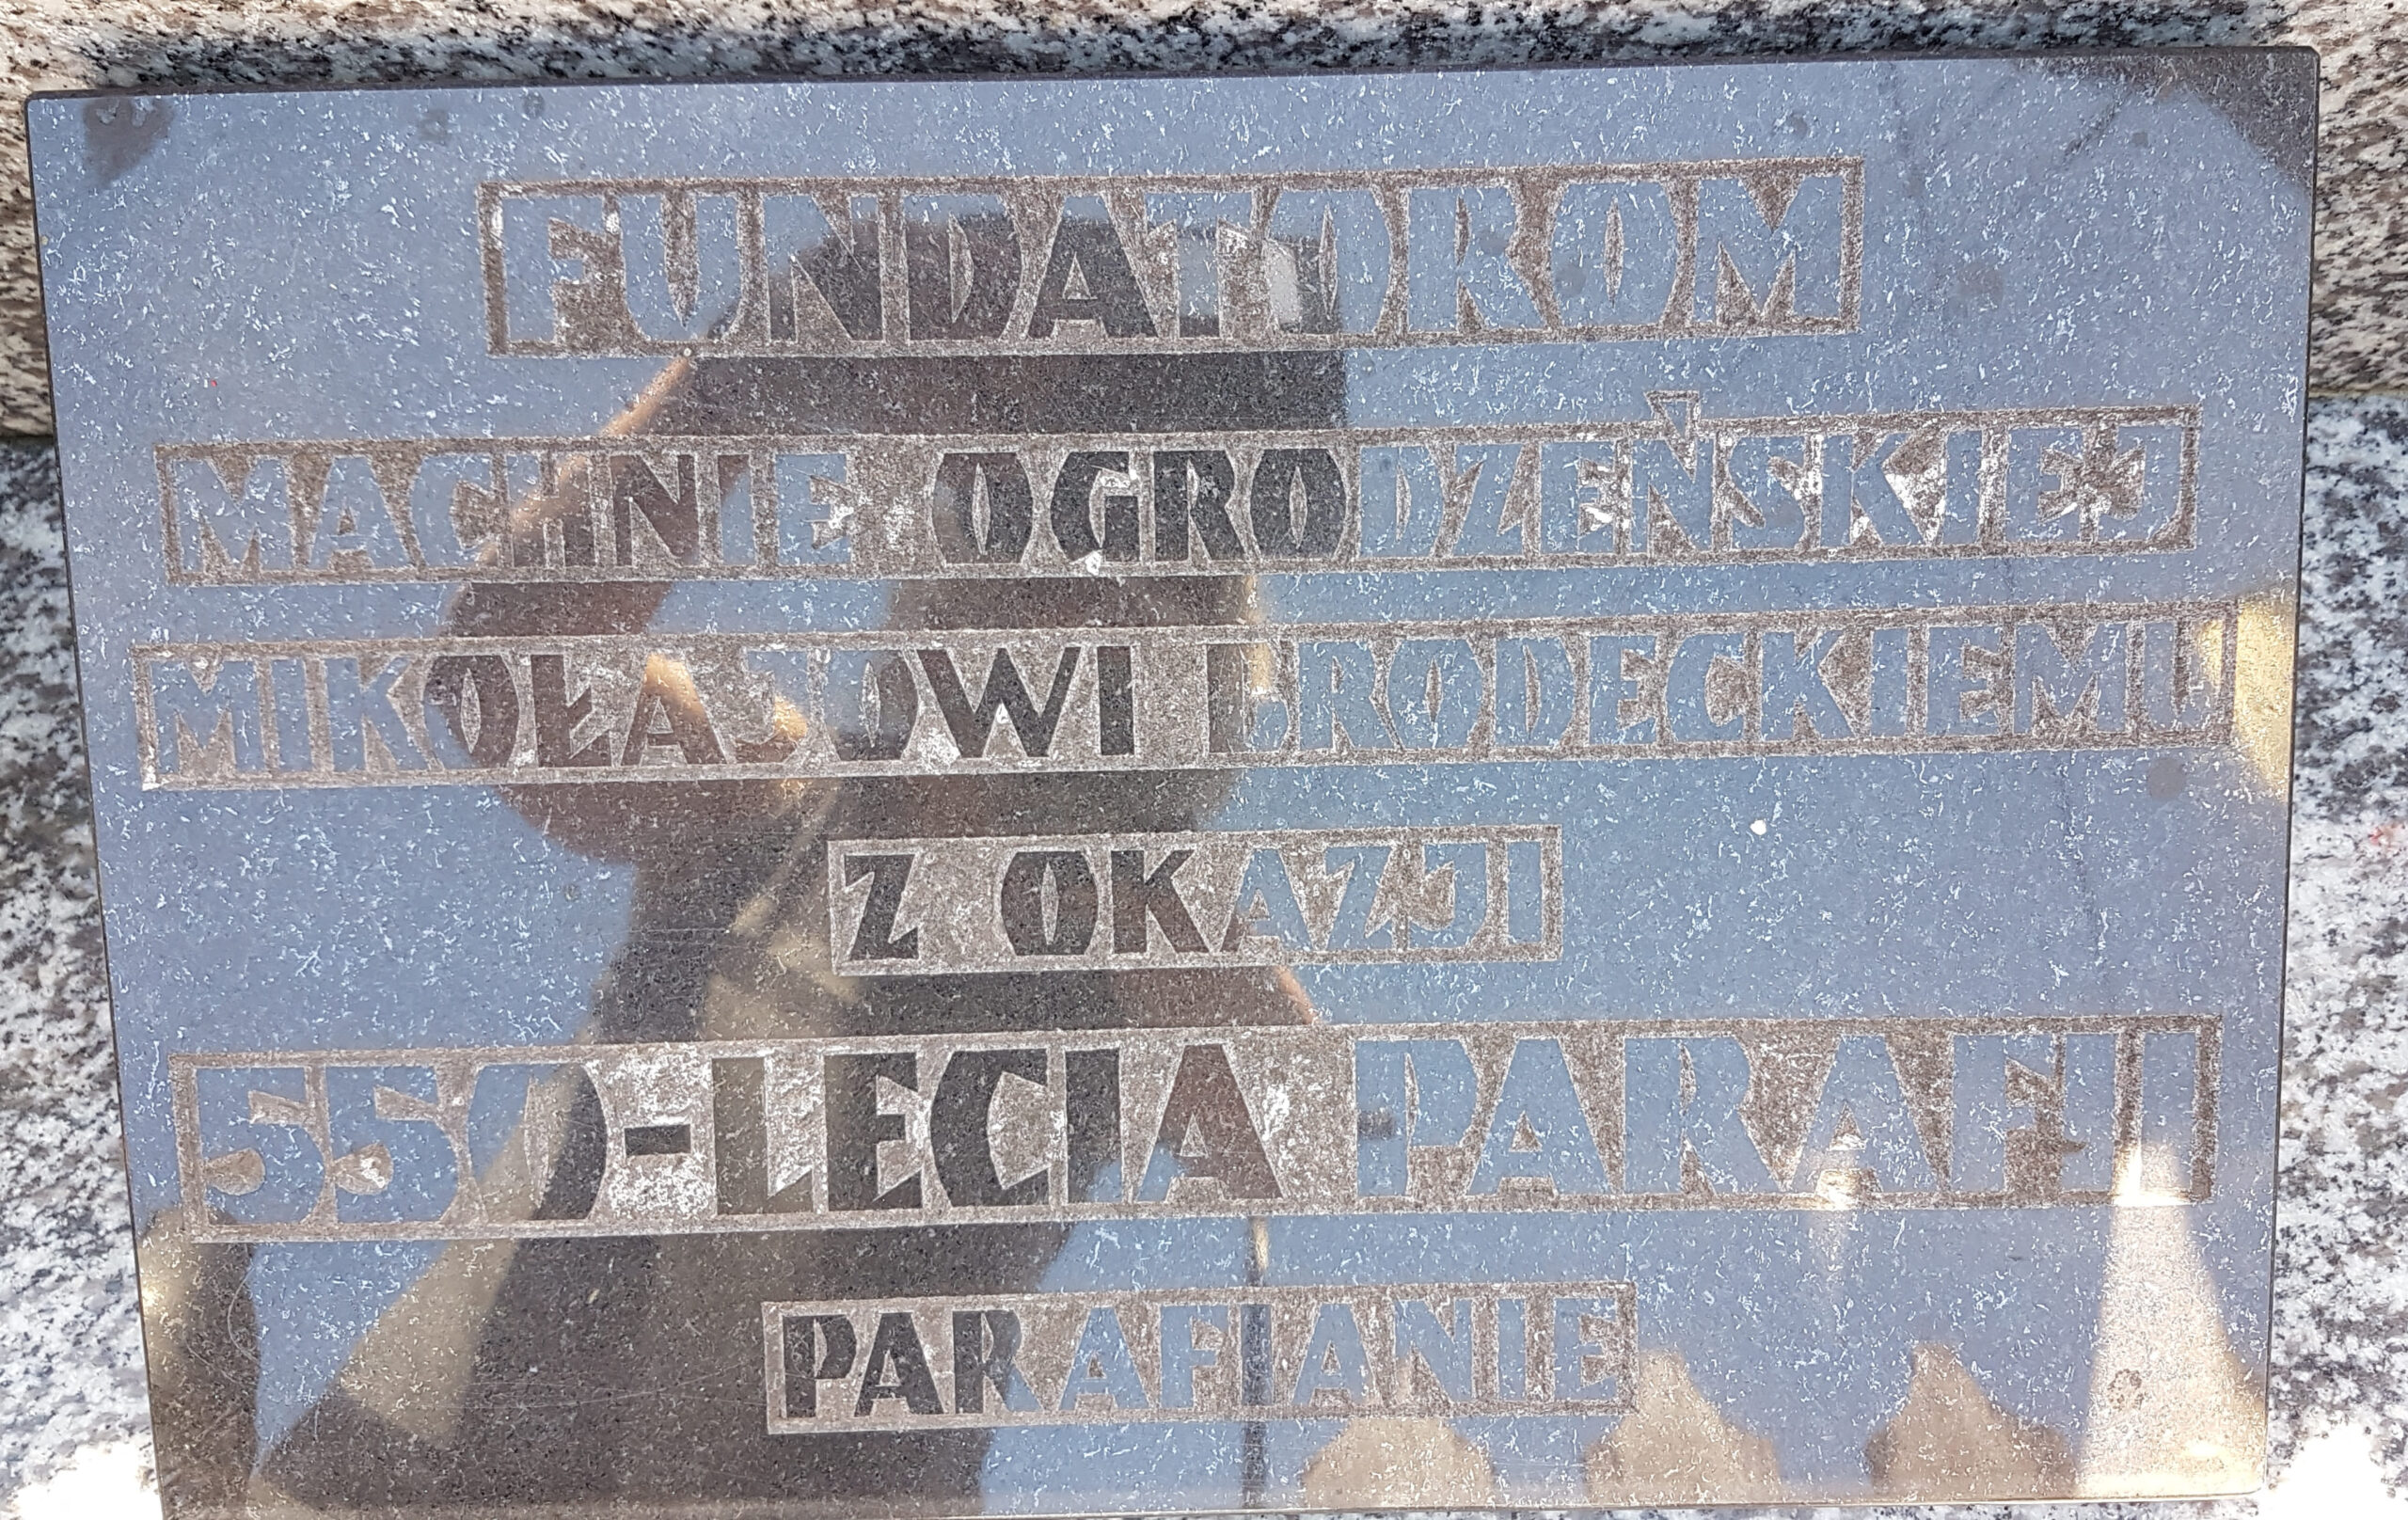 FUNDATOROM
MACHNIE OGRODZEŃSKIEJ
MIKOŁAJOWI BRODECKIEMU
Z OKAZJI
550-LECIA PARAFII
PARAFIANIE